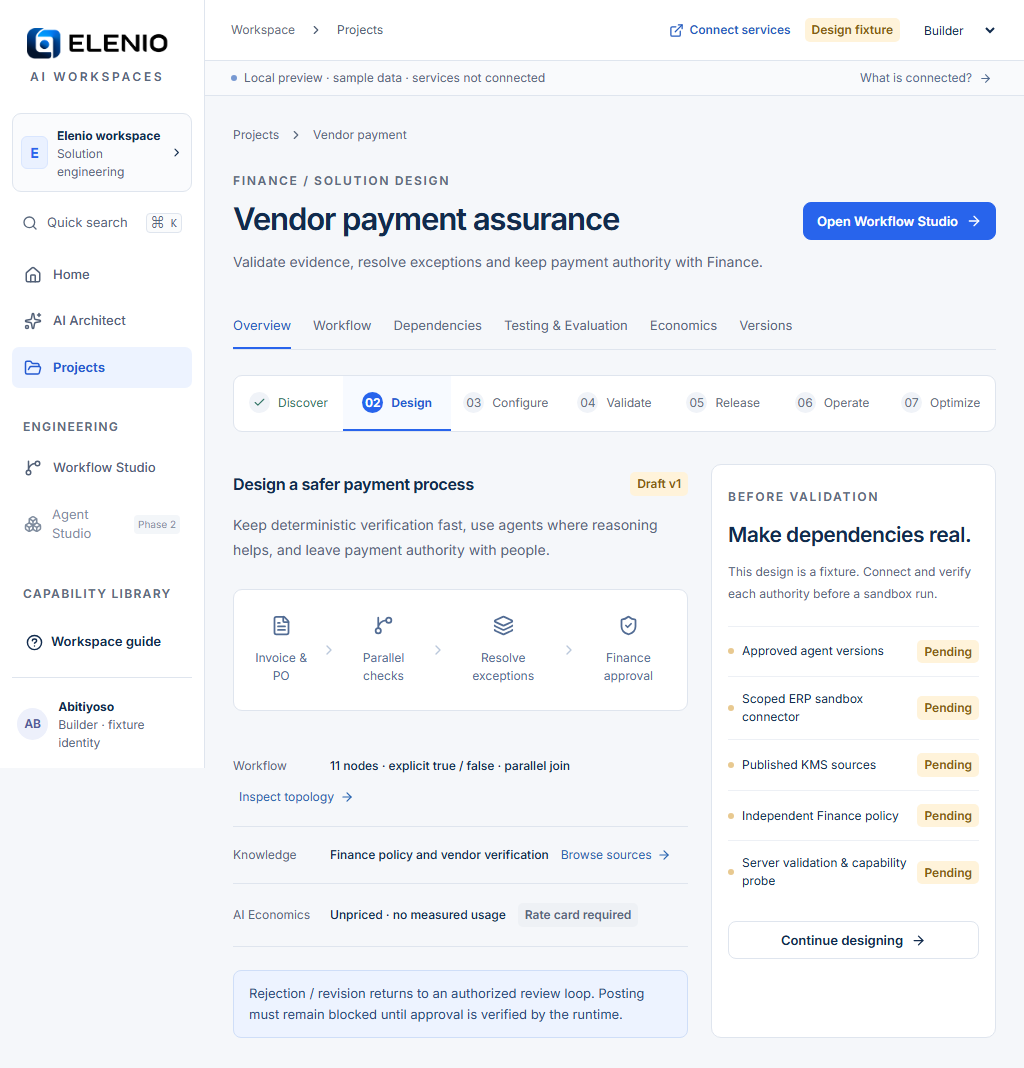 ELENIO
AI WORKSPACES
E
Elenio workspace
Solution
engineering
Quick search
⌘ K
Home
AI Architect
Projects
ENGINEERING
Workflow Studio
Agent
Studio
Phase 2
CAPABILITY LIBRARY
Workspace guide
AB
Abitiyoso
Builder · fixture
identity
Workspace
Projects
Connect services
Design fixture
Builder
Local preview · sample data · services not connected
What is connected?
Projects
Vendor payment
FINANCE / SOLUTION DESIGN
Vendor payment assurance
Open Workflow Studio
Validate evidence, resolve exceptions and keep payment authority with Finance.
Overview
Workflow
Dependencies
Testing & Evaluation
Economics
Versions
Discover
02 Design
03 Configure
04 Validate
05 Release
06 Operate
07 Optimize
Design a safer payment process
Draft v1
Keep deterministic verification fast, use agents where reasoning
helps, and leave payment authority with people.
Invoice &
PO
Parallel
checks
Resolve
exceptions
Finance
approval
Workflow
11 nodes · explicit true / false · parallel join
Inspect topology
Knowledge
Finance policy and vendor verification
Browse sources
AI Economics
Unpriced · no measured usage
Rate card required
Rejection / revision returns to an authorized review loop. Posting
must remain blocked until approval is verified by the runtime.
BEFORE VALIDATION
Make dependencies real.
This design is a fixture. Connect and verify
each authority before a sandbox run.
Approved agent versions
Pending
Scoped ERP sandbox
connector
Pending
Published KMS sources
Pending
Independent Finance policy
Pending
Server validation & capability
probe
Pending
Continue designing